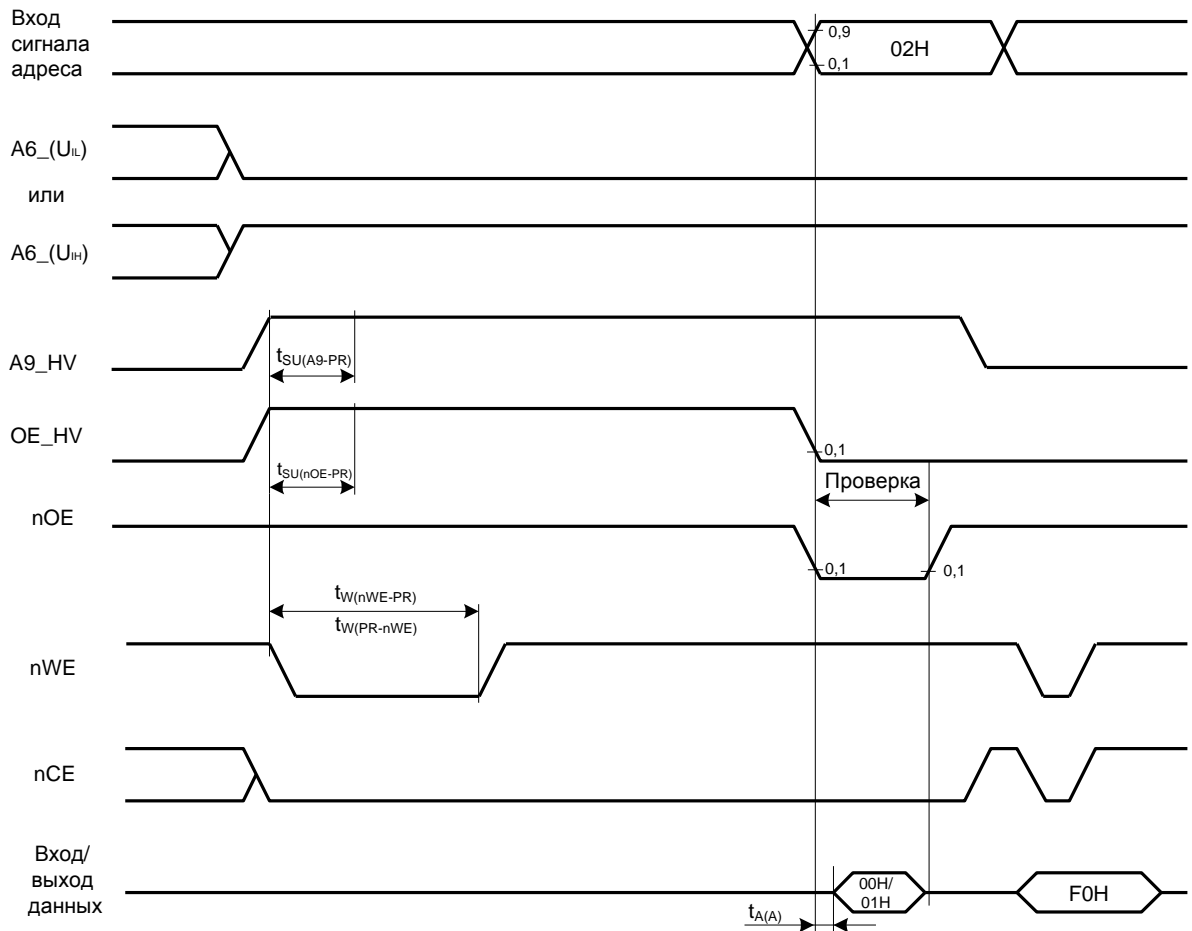 Вход
сигнала
адреса
0,9
02H
0,1
A6_(UIL)
или
A6_(UIH)
A9_HV
tSU(A9-PR)
OE_HV
0,1
tSU(nOE-PR)
Проверка
nOE
0,1
0,1
tW(nWE-PR)
tW(PR-nWE)
nWE
nCE
Вход/
выход
данных
00H/
01H
F0H
tA(A)